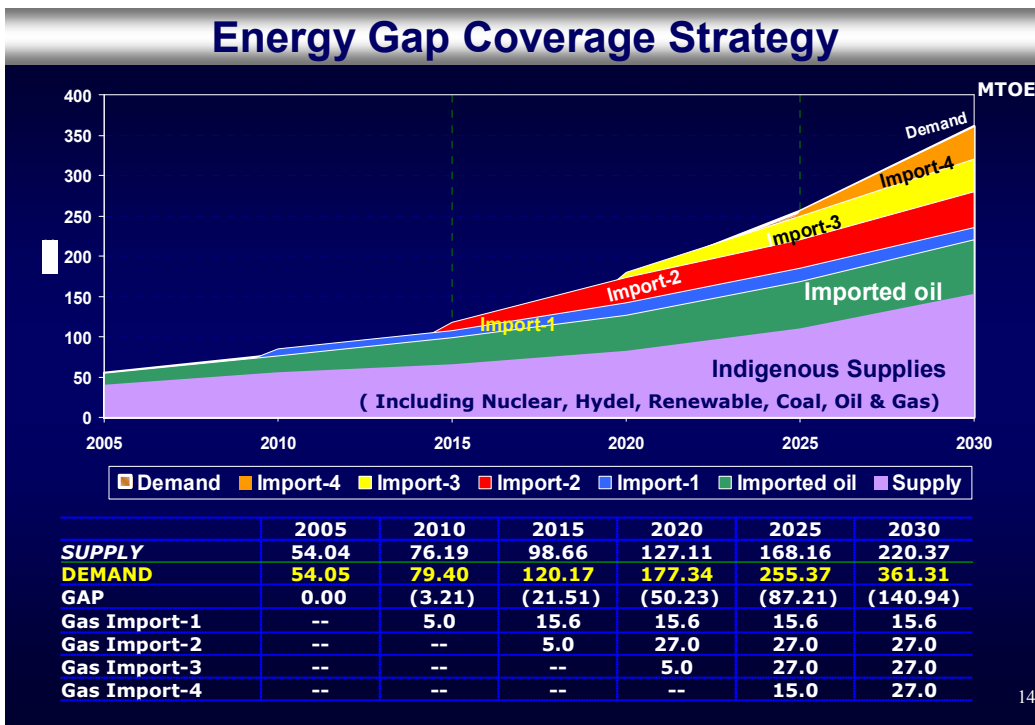 Energy Gap Coverage Strategy
MTOE
400
350
300
250
200
150
100
50
0
Demand
Import-4
Import-3
Import-2
Import-1
Imported oil
Indigenous Supplies
( Including Nuclear, Hydel, Renewable, Coal, Oil & Gas)
2005 2010 2015 2020 2025 2030
Demand Import-4 Import-3 Import-2 Import-1 Imported oil Supply
2005 2010 2015 2020 2025 2030
SUPPLY 54.04 76.19 98.66 127.11 168.16 220.37
DEMAND 54.05 79.40 120.17 177.34 255.37 361.31
GAP 0.00 (3.21) (21.51) (50.23) (87.21) (140.94)
Gas Import-1 -- 5.0 15.6 15.6 15.6 15.6
Gas Import-2 -- -- 5.0 27.0 27.0 27.0
Gas Import-3 -- -- -- 5.0 27.0 27.0
Gas Import-4 -- -- -- -- 15.0 27.0
14